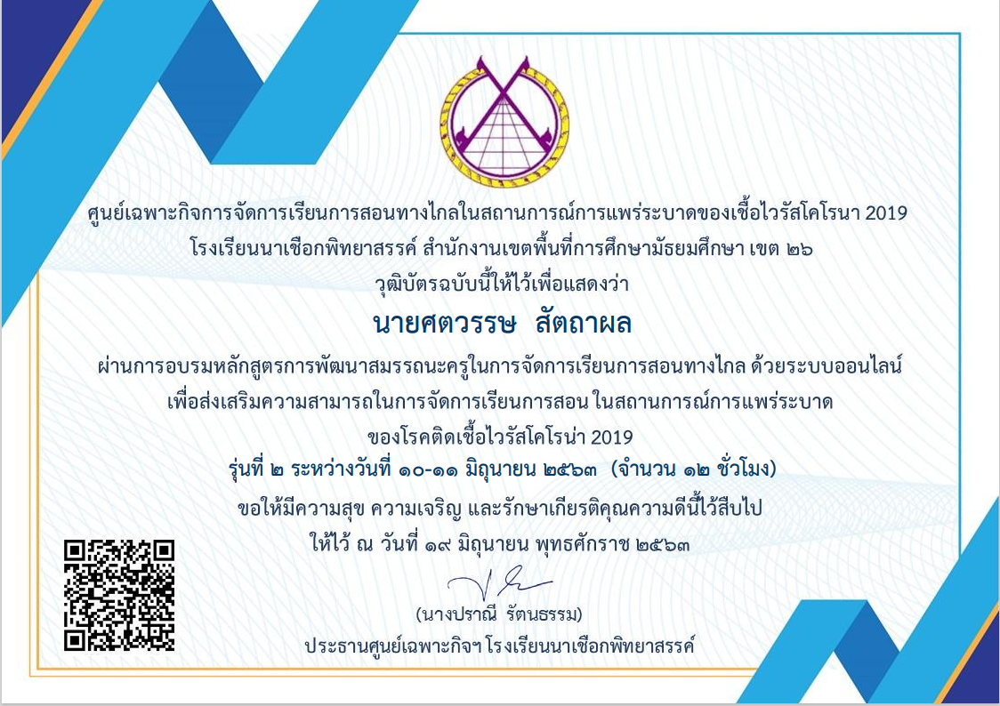 ศูนย์เฉพาะกิจการจัดการเรียนการสอนทางไกลในสถานการณ์การแพร่ระบาดของเชื้อไวรัสโคโรนา 2019
โรงเรียนนาเชือกพิทยาสรรค์ สำนักงานเขตพื้นที่การศึกษามัธยมศึกษา เขต ๒๖
วุฒิบัตรฉบับนี้ให้ไว้เพื่อแสดงว่า
นายศตวรรษ สัตถาผล
ผ่านการอบรมหลักสูตรการพัฒนาสมรรถนะครูในการจัดการเรียนการสอนทางไกล ด้วยระบบออนไลน์
เพื่อส่งเสริมความสามารถในการจัดการเรียนการสอน ในสถานการณ์การแพร่ระบาด
ของโรคติดเชื้อไวรัสโคโรน่า 2019
รุ่นที่ ๒ ระหว่างวันที่ ๑๐-๑๑ มิถุนายน ๒๕๖๓ (จำนวน ๑๒ ชั่วโมง)
ขอให้มีความสุข ความเจริญ และรักษาเกียรติคุณความดีนี้ไว้สืบไป
ให้ไว้ ณ วันที่ ๑๙ มิถุนายน พุทธศักราช ๒๕๖๓
(นางปราณี รัตนธรรม)
ประธานศูนย์เฉพาะกิจฯ โรงเรียนนาเชือกพิทยาสรรค์